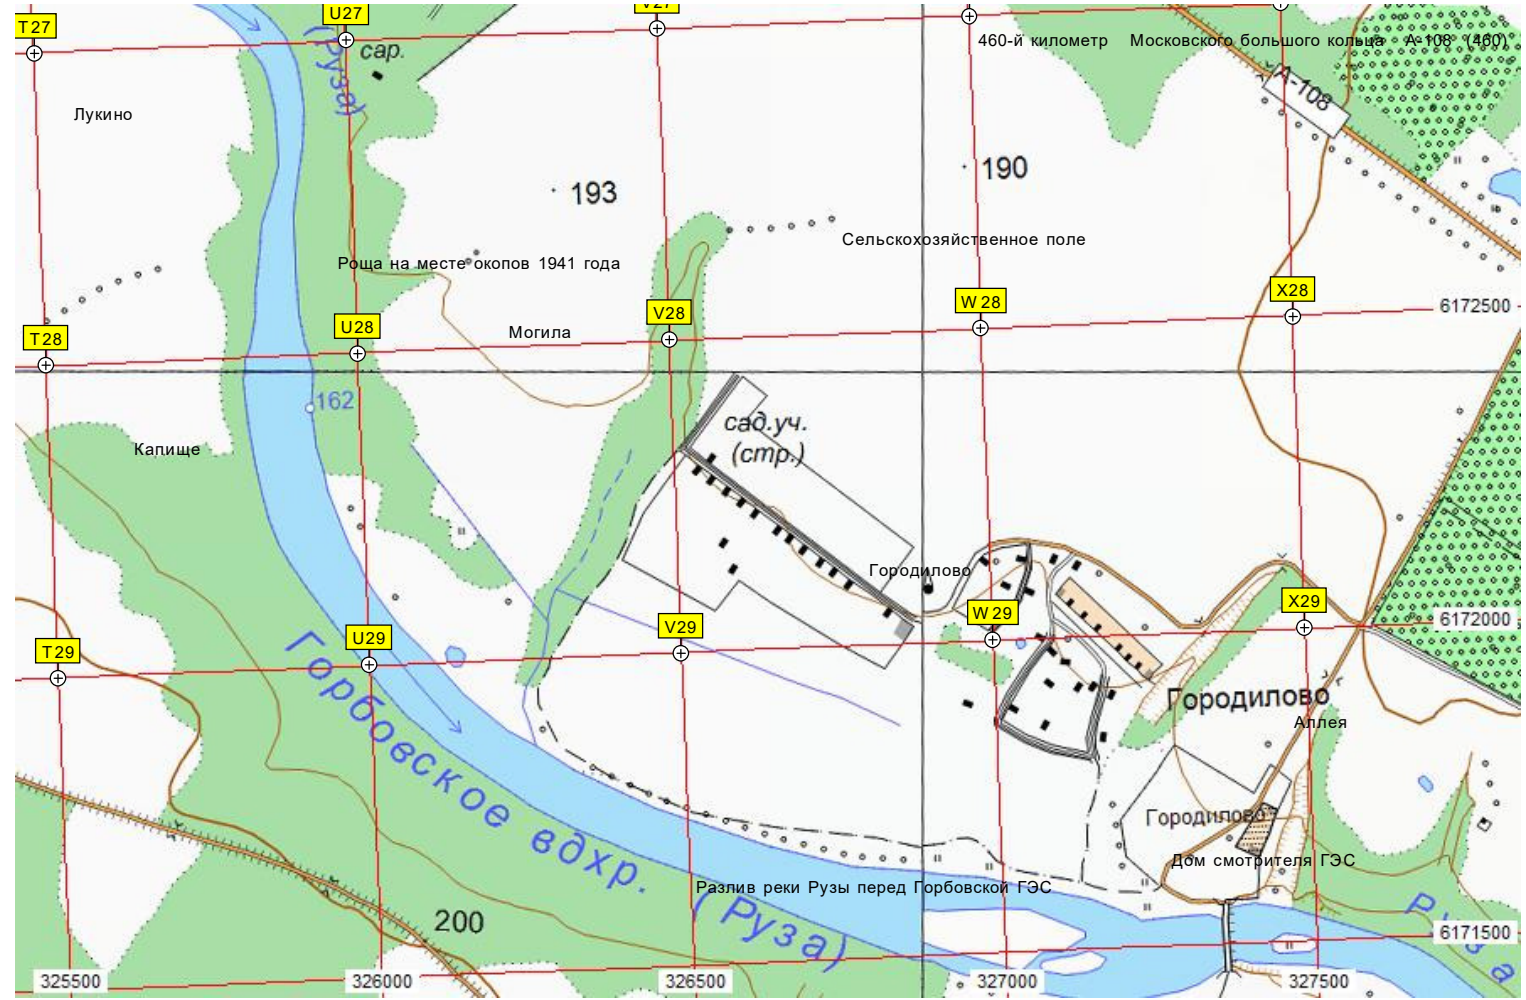 T27
U27
V27
(Руза)
сар.
460-й километр Московского большого кольца А-108 (460)
А-108
Лукино
193
190
Сельскохозяйственное поле
Роща на месте окопов 1941 года
T28
U28
Могила
V28
W28
X28
6172500
162
сад.уч.
(стр.)
Капище
Городилово
T29
U29
V29
W29
X29
6172000
Городилово
Аллея
Горбовское вдхр.
(Руза)
Городилово
Дом смотрителя ГЭС
Разлив реки Рузы перед Горбовской ГЭС
200
Руза
6171500
325500
326000
326500
327000
327500